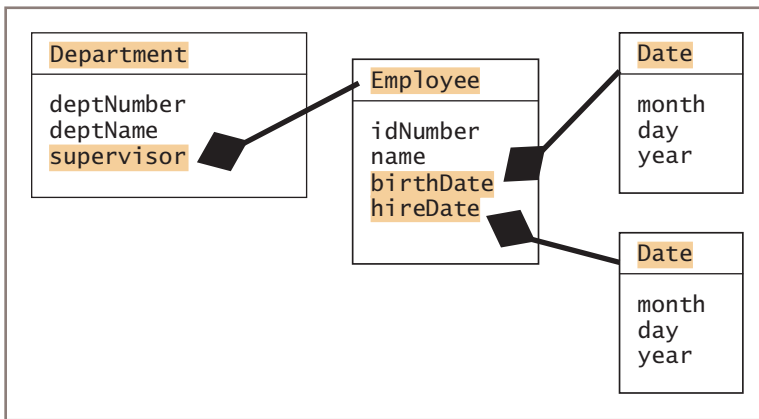 Department
deptNumber
deptName
supervisor
Employee
idNumber
name
birthDate
hireDate
Date
month
day
year
Date
month
day
year